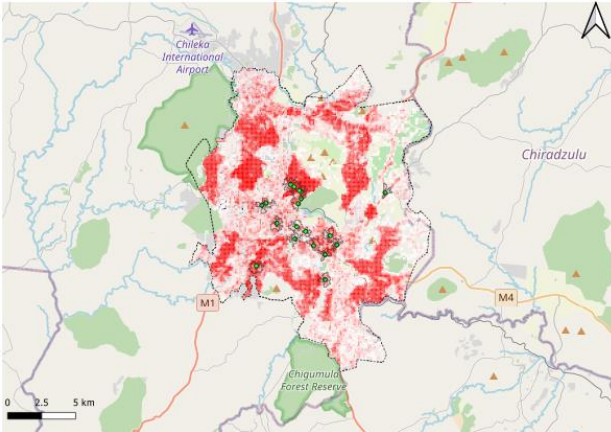 Chileka
International
Airport
Chiradzulu
M1
M4
Chigumula
Forest Reserve
0 2.5 5 km